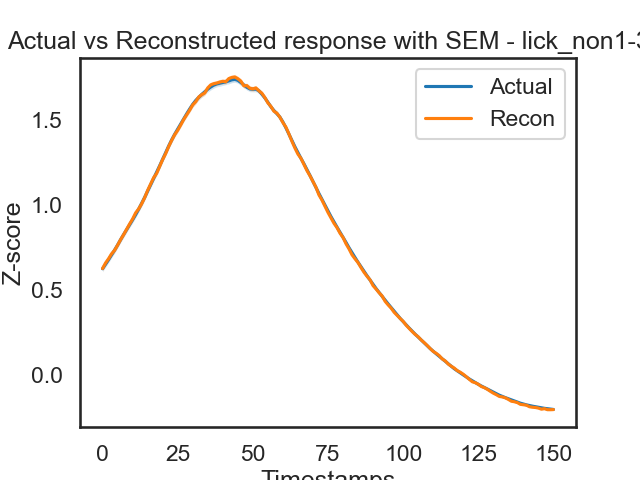 Actual vs Reconstructed response with SEM - lick_non1-3
Actual
Recon
Z-score
1.5
1.0
0.5
0.0
0 25 50 75 100 125 150
Timestamps